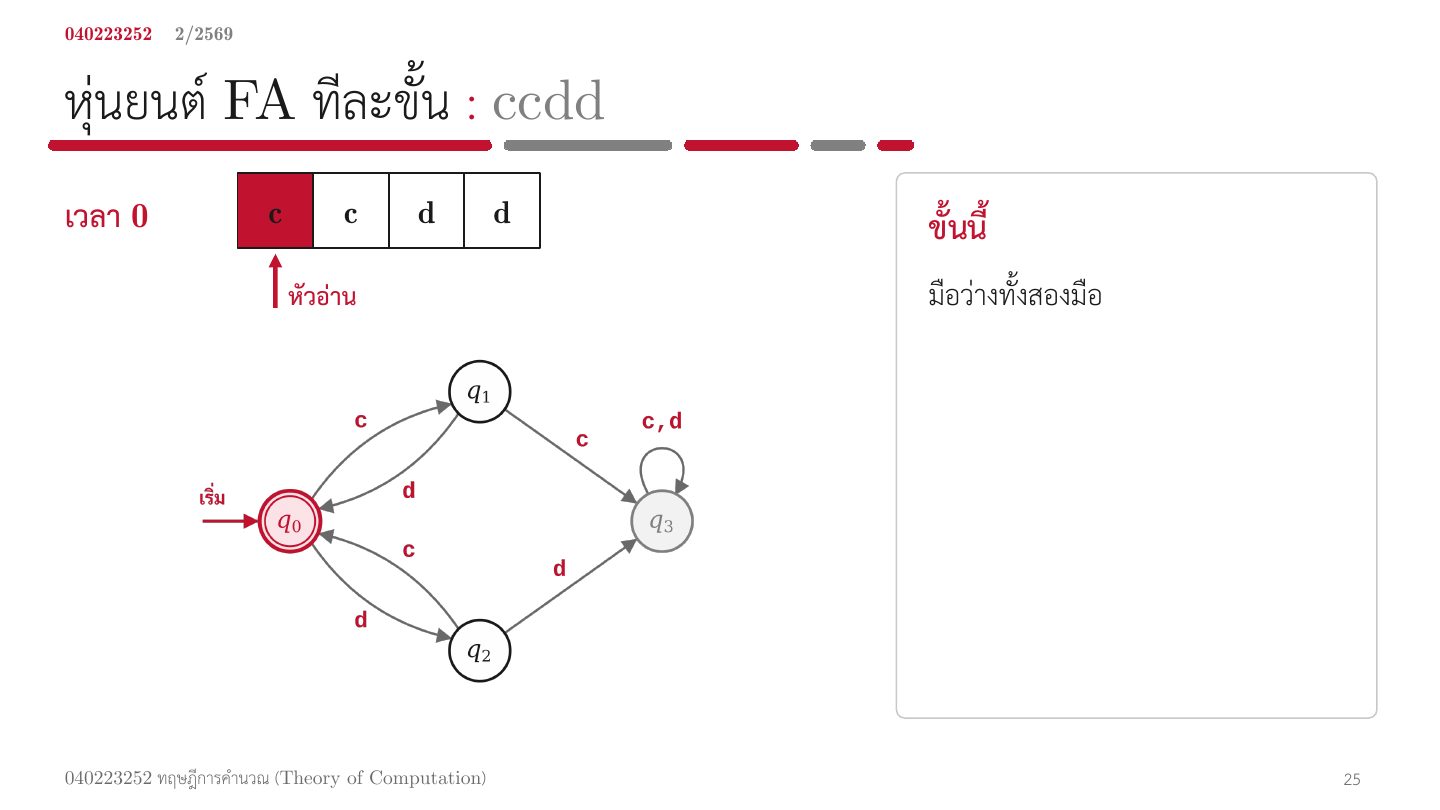 040223252 2/2569
หุ่นยนต์ FA ทีละขั้น : ccdd
เวลา 0
c c d d
หัวอ่าน
ขั้นนี้
มือว่างทั้งสองมือ
q1
c
c
c,d
d
เริ่ม
q0
q3
c
d
d
q2
040223252 ทฤษฎีการคำนวณ (Theory of Computation)
25